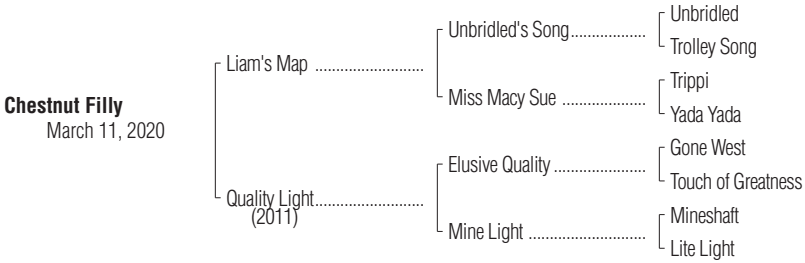 Chestnut Filly
March 11, 2020
Liam's Map ..........................
Quality Light..........................
(2011)
Unbridled's Song..................
Miss Macy Sue ....................
Elusive Quality ......................
Mine Light ............................
Unbridled
Trolley Song
Trippi
Yada Yada
Gone West
Touch of Greatness
Mineshaft
Lite Light